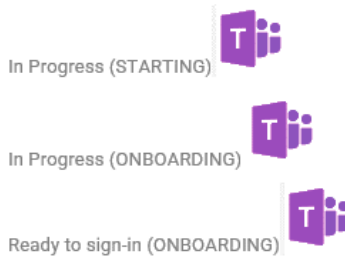 T
In Progress (STARTING)
T
In Progress (ONBOARDING)
T
Ready to sign-in (ONBOARDING)